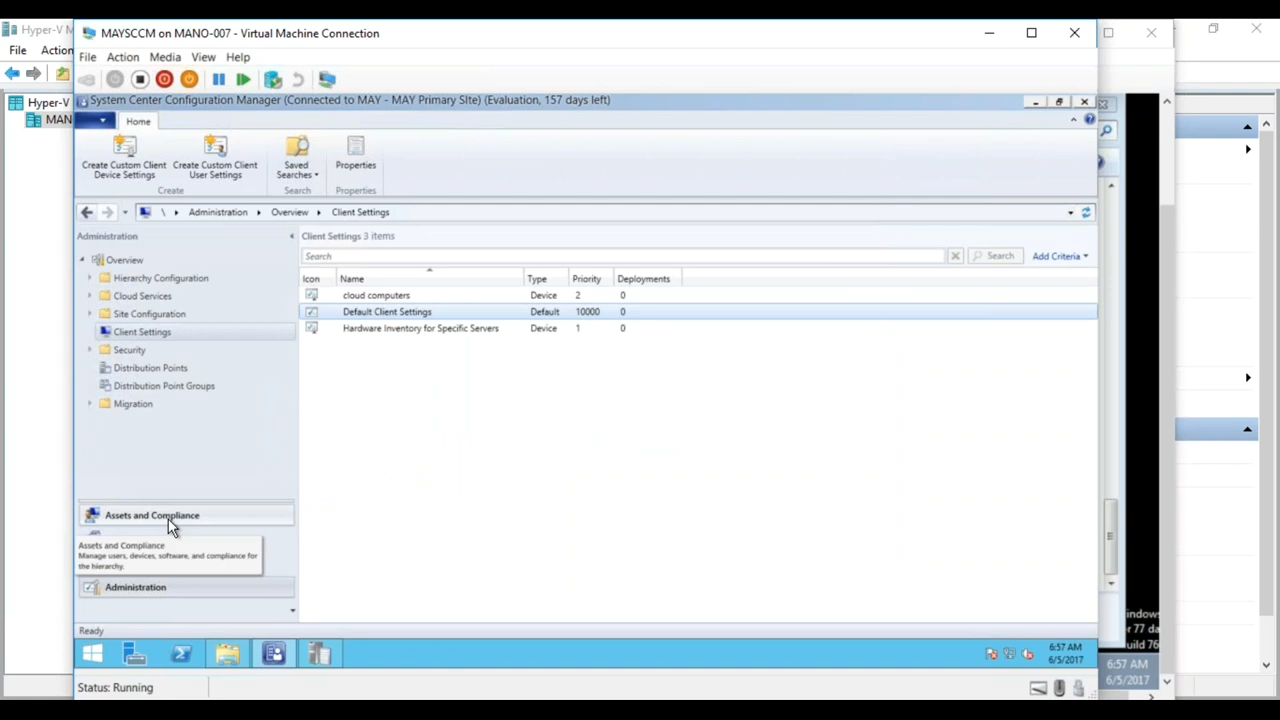 Hyper-V M
File Action
Hyper-V
MAN
MAYSCCM on MANO-007 - Virtual Machine Connection
File Action Media View Help
System Center Configuration Manager (Connected to MAY - MAY Primary SIte) (Evaluation, 157 days left)
Home
Create Custom Client Device Settings
Create Custom Client User Settings
Saved Searches
Properties
Create
Search
Properties
\ Administration Overview Client Settings
Administration
Overview
Hierarchy Configuration
Cloud Services
Site Configuration
Client Settings
Security
Distribution Points
Distribution Point Groups
Migration
Assets and Compliance
Assets and Compliance
Manage users, devices, software, and compliance for
the hierarchy.
Administration
Client Settings 3 items
Search Search Add Criteria
Icon Name Type Priority Deployments
cloud computers Device 2 0
Default Client Settings Default 10000 0
Hardware Inventory for Specific Servers Device 1 0
Ready
6:57 AM
6/5/2017
Status: Running
indows
r 77 da
uild 76
6:57 AM
6/5/2017